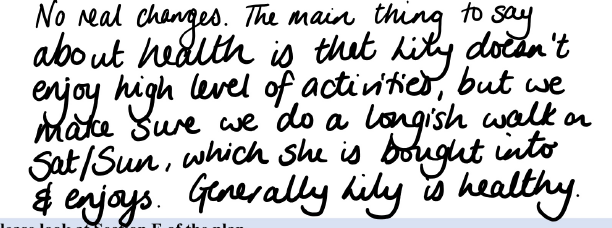 No real changes. The main thing to say
about health is that Lily doesn't
enjoy high level of activities, but we
make sure we do a longish walk on
Sat/Sun, which she is bought into
& enjoys. Generally Lily is healthy.
Please look at Section E of the plan